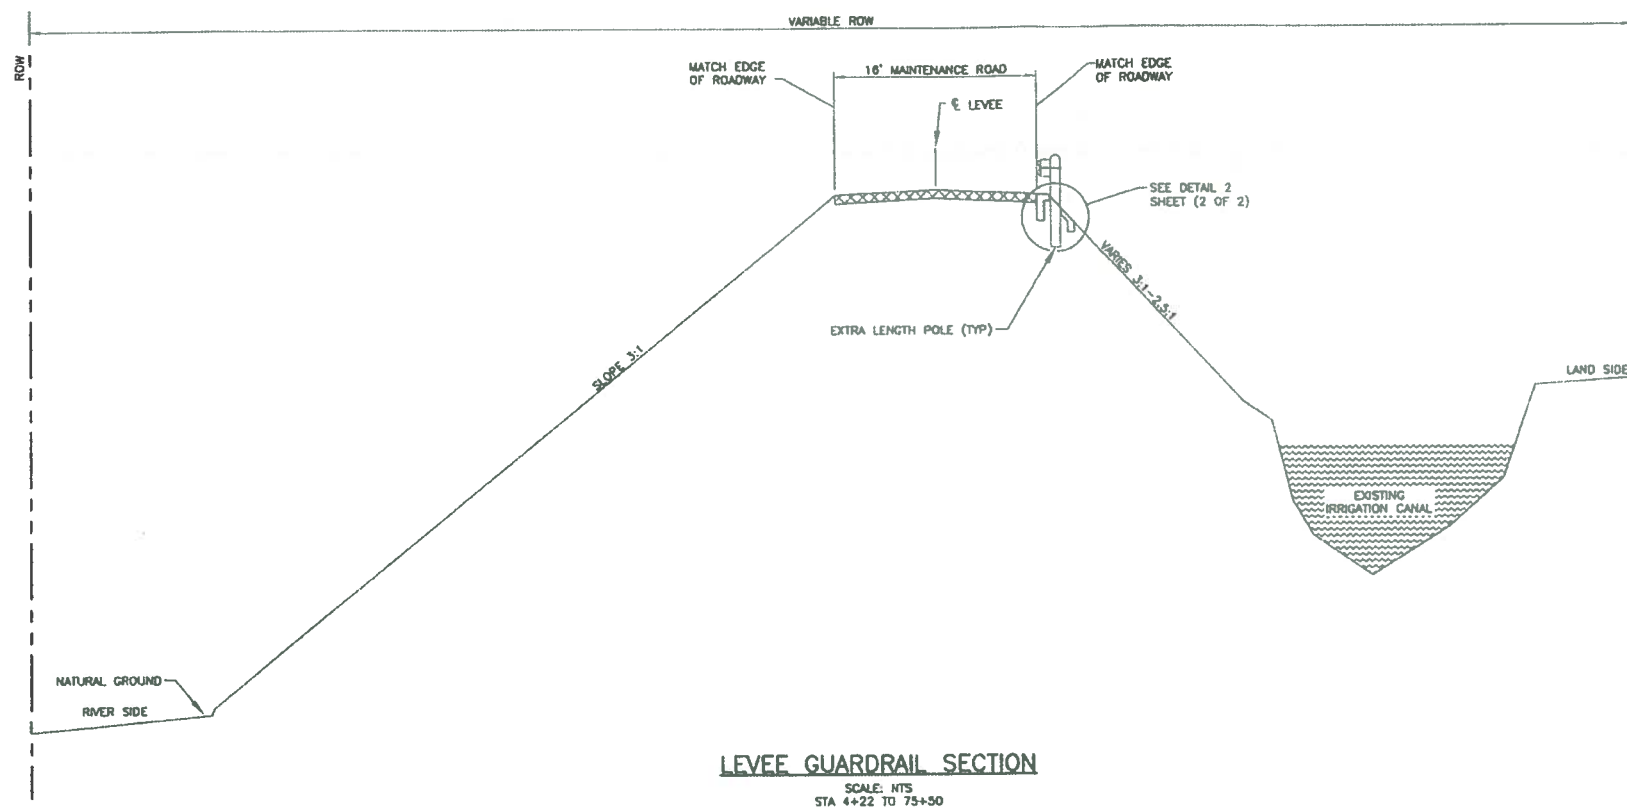 VARIABLE ROW
ROW
MATCH EDGE
OF ROADWAY
16' MAINTENANCE ROAD
MATCH EDGE
OF ROADWAY
℄ LEVEE
SEE DETAIL 2
SHEET (2 OF 2)
VARIES 3:1-2.5:1
EXTRA LENGTH POLE (TYP)
SLOPE 3:1
LAND SIDE
EXISTING
IRRIGATION CANAL
NATURAL GROUND
RIVER SIDE
LEVEE GUARDRAIL SECTION
SCALE: NTS
STA 4+22 TO 75+50